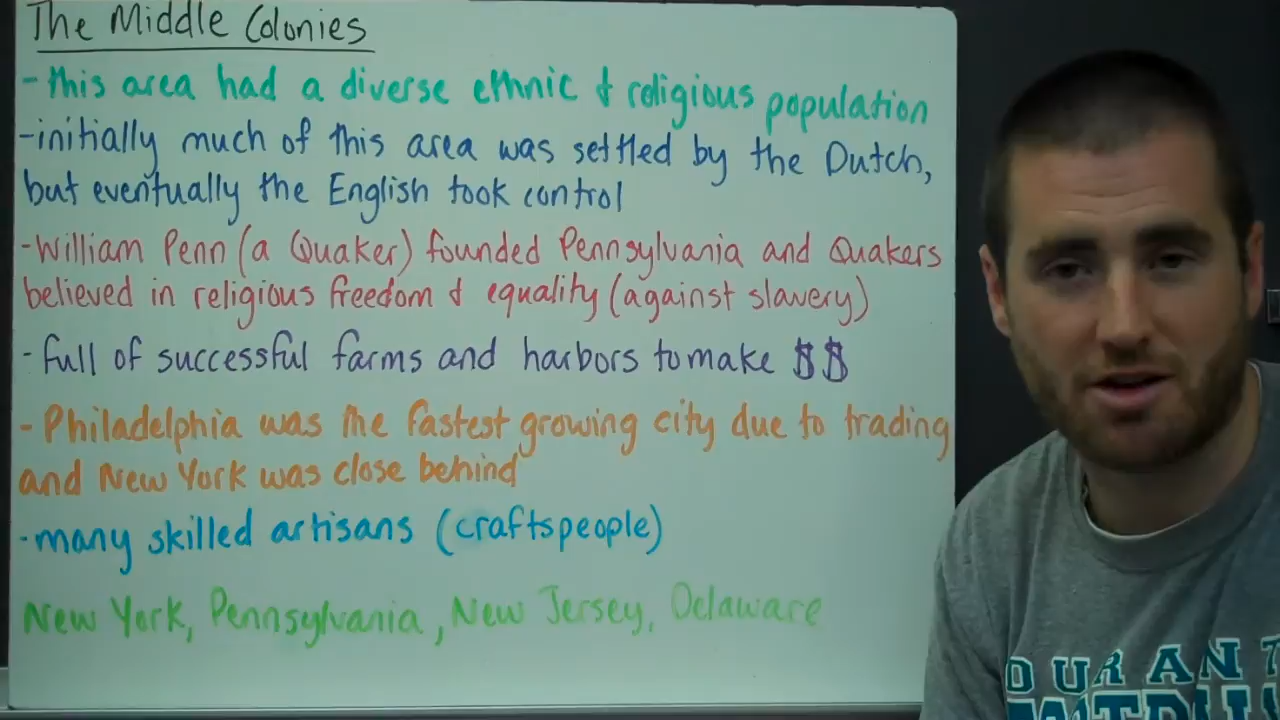 The Middle Colonies
- this area had a diverse ethnic & religious population
- initially much of this area was settled by the Dutch,
but eventually the English took control
- William Penn (a Quaker) founded Pennsylvania and Quakers
believed in religious freedom & equality (against slavery)
- full of successful farms and harbors to make $$
- Philadelphia was the fastest growing city due to trading
and New York was close behind
- many skilled artisans (craftspeople)
New York, Pennsylvania, New Jersey, Delaware
DURANT